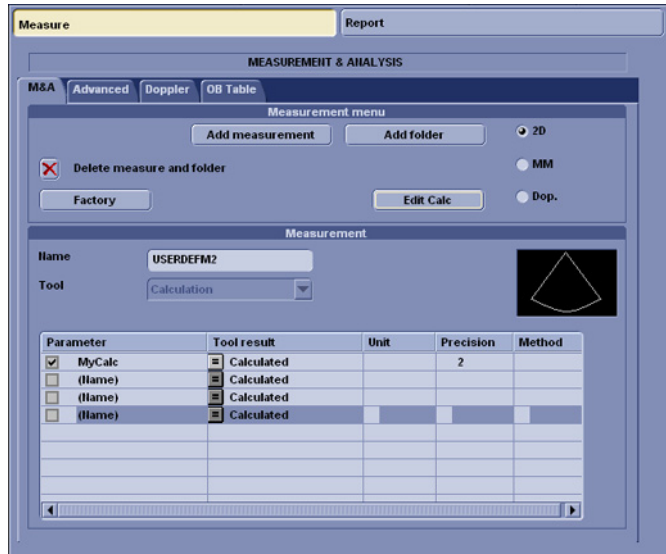 Measure Report
MEASUREMENT & ANALYSIS
M&A Advanced Doppler OB Table
Measurement menu
Add measurement Add folder 2D
Delete measure and folder MM
Factory Edit Calc Dop.
Measurement
Name USERDEFM2
Tool Calculation
Parameter Tool result Unit Precision Method
MyCalc = Calculated 2
(Name) = Calculated
(Name) = Calculated
(Name) = Calculated